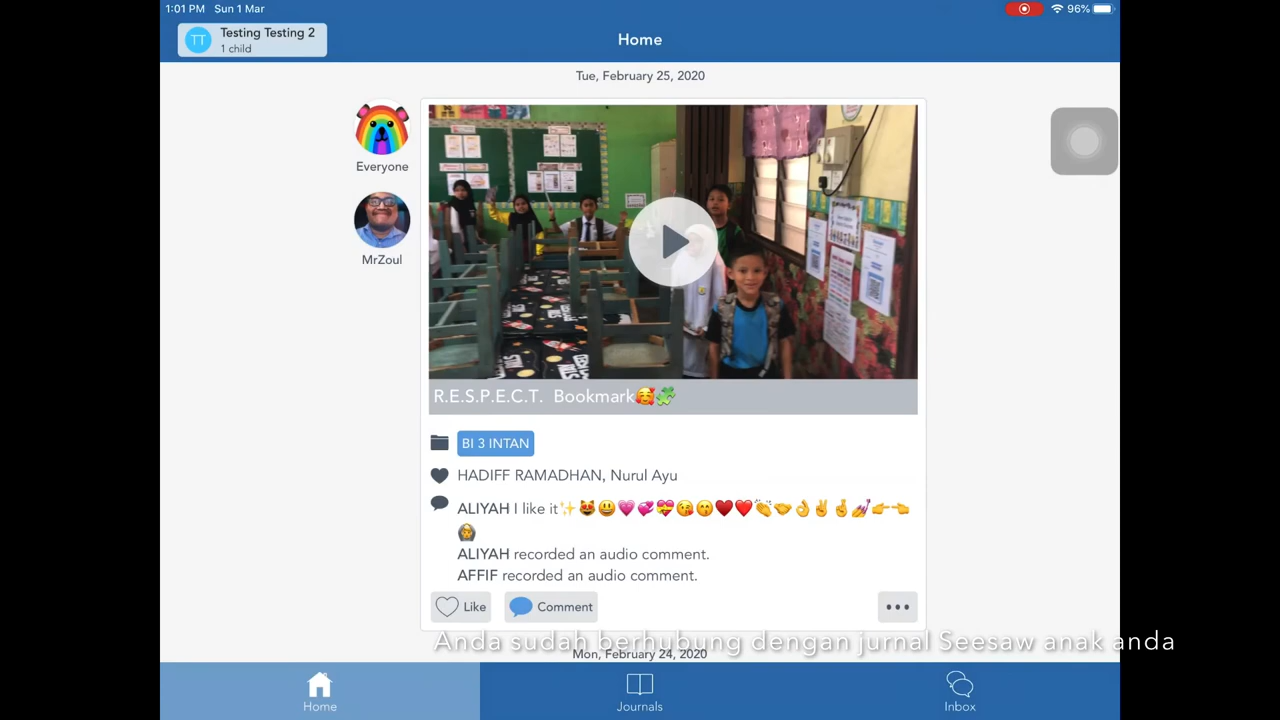 1:01 PM Sun 1 Mar
96%
TT
Testing Testing 2
1 child
Home
Tue, February 25, 2020
Everyone
MrZoul
R.E.S.P.E.C.T. Bookmark🥰🧩
BI 3 INTAN
HADIFF RAMADHAN, Nurul Ayu
ALIYAH I like it✨😻😃💗💞💝😘😙♥️❤️👏🤝👌✌️🤞💅👉👈
🙆
ALIYAH recorded an audio comment.
AFFIF recorded an audio comment.
Like
Comment
Anda sudah berhubung dengan jurnal Seesaw anak anda
Mon, February 24, 2020
Home
Journals
Inbox